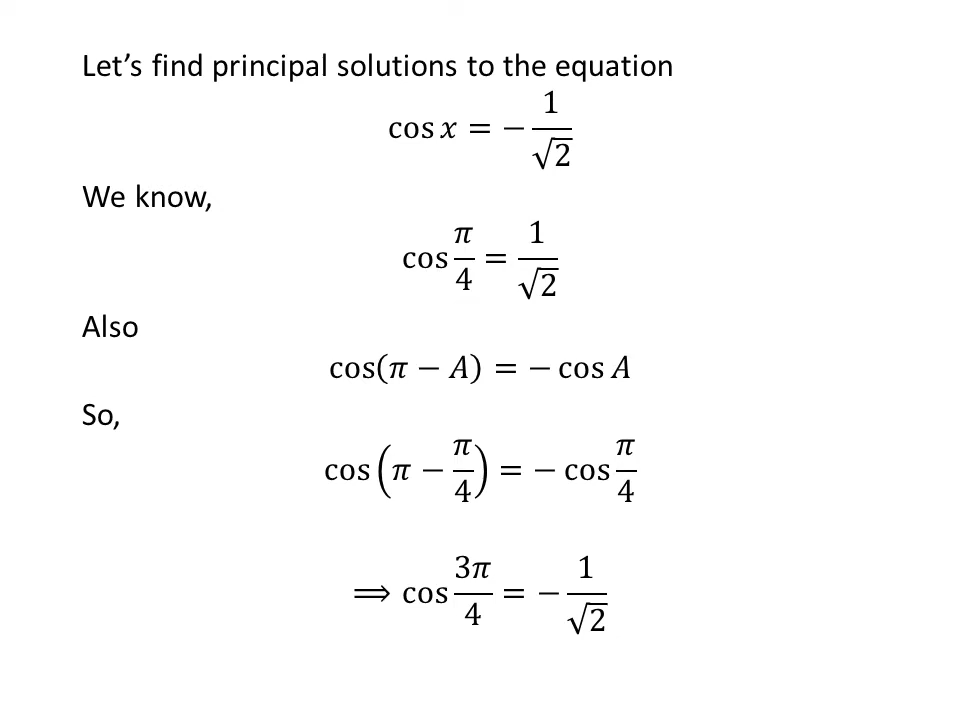 Let’s find principal solutions to the equation
cos 𝑥 = − 1/√2
We know,
cos π/4 = 1/√2
Also
cos(π − A) = − cos A
So,
cos (π − π/4) = − cos π/4
⟹ cos 3π/4 = − 1/√2